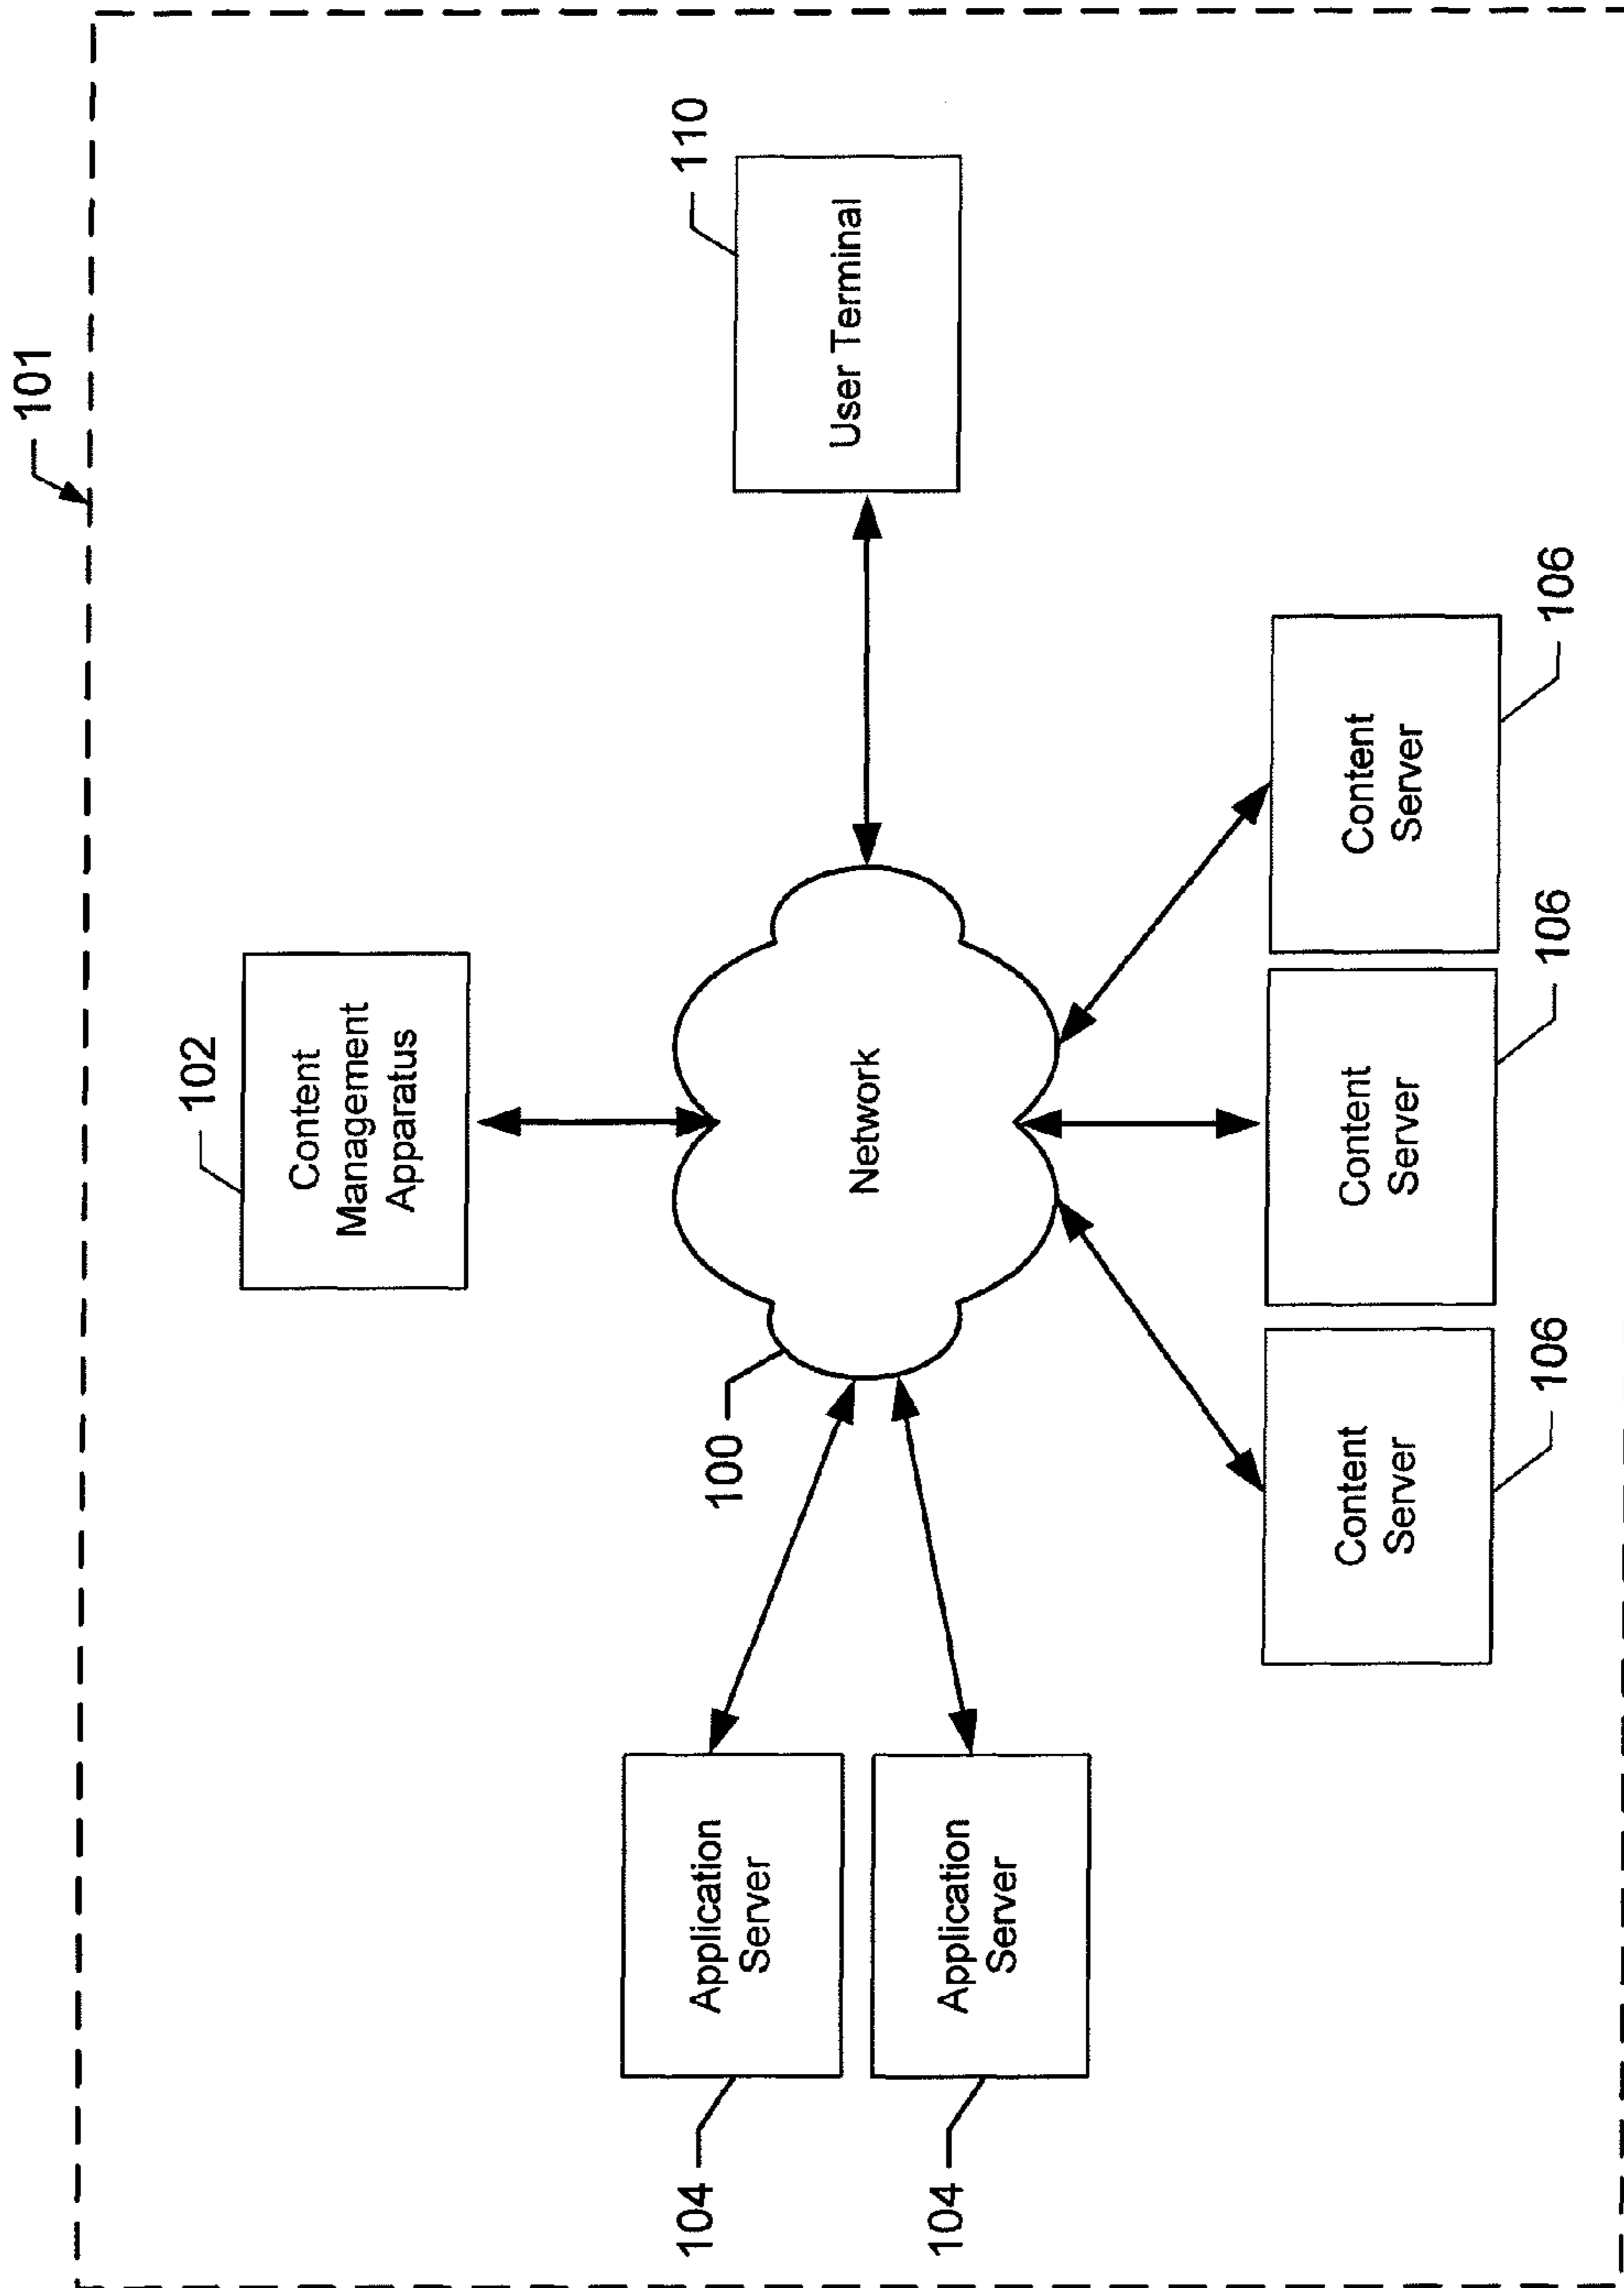 101
102
Content
Management
Apparatus
110
User Terminal
104
Application
Server
104
Application
Server
100
Network
Content
Server
106
Content
Server
106
Content
Server
106